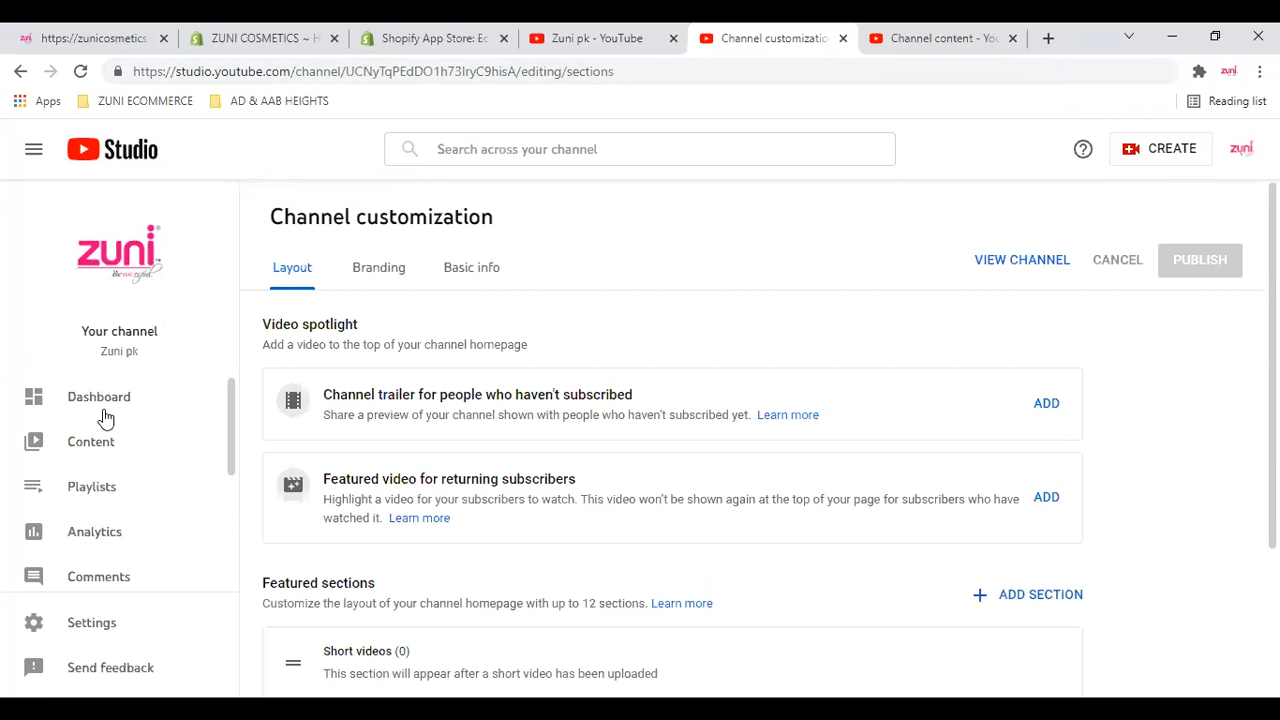 https://zunicosmetics
ZUNI COSMETICS ~ H
Shopify App Store: Ec
Zuni pk - YouTube
Channel customizatio
Channel content - You
https://studio.youtube.com/channel/UCNyTqPEdDO1h73IryC9hisA/editing/sections
Apps
ZUNI ECOMMERCE
AD & AAB HEIGHTS
Reading list
Studio
Search across your channel
CREATE
zuni
Your channel
Zuni pk
Dashboard
Content
Playlists
Analytics
Comments
Settings
Send feedback
Channel customization
Layout
Branding
Basic info
VIEW CHANNEL
CANCEL
PUBLISH
Video spotlight
Add a video to the top of your channel homepage
Channel trailer for people who haven't subscribed
Share a preview of your channel shown with people who haven't subscribed yet. Learn more
ADD
Featured video for returning subscribers
Highlight a video for your subscribers to watch. This video won't be shown again at the top of your page for subscribers who have
watched it. Learn more
ADD
Featured sections
Customize the layout of your channel homepage with up to 12 sections. Learn more
ADD SECTION
Short videos (0)
This section will appear after a short video has been uploaded